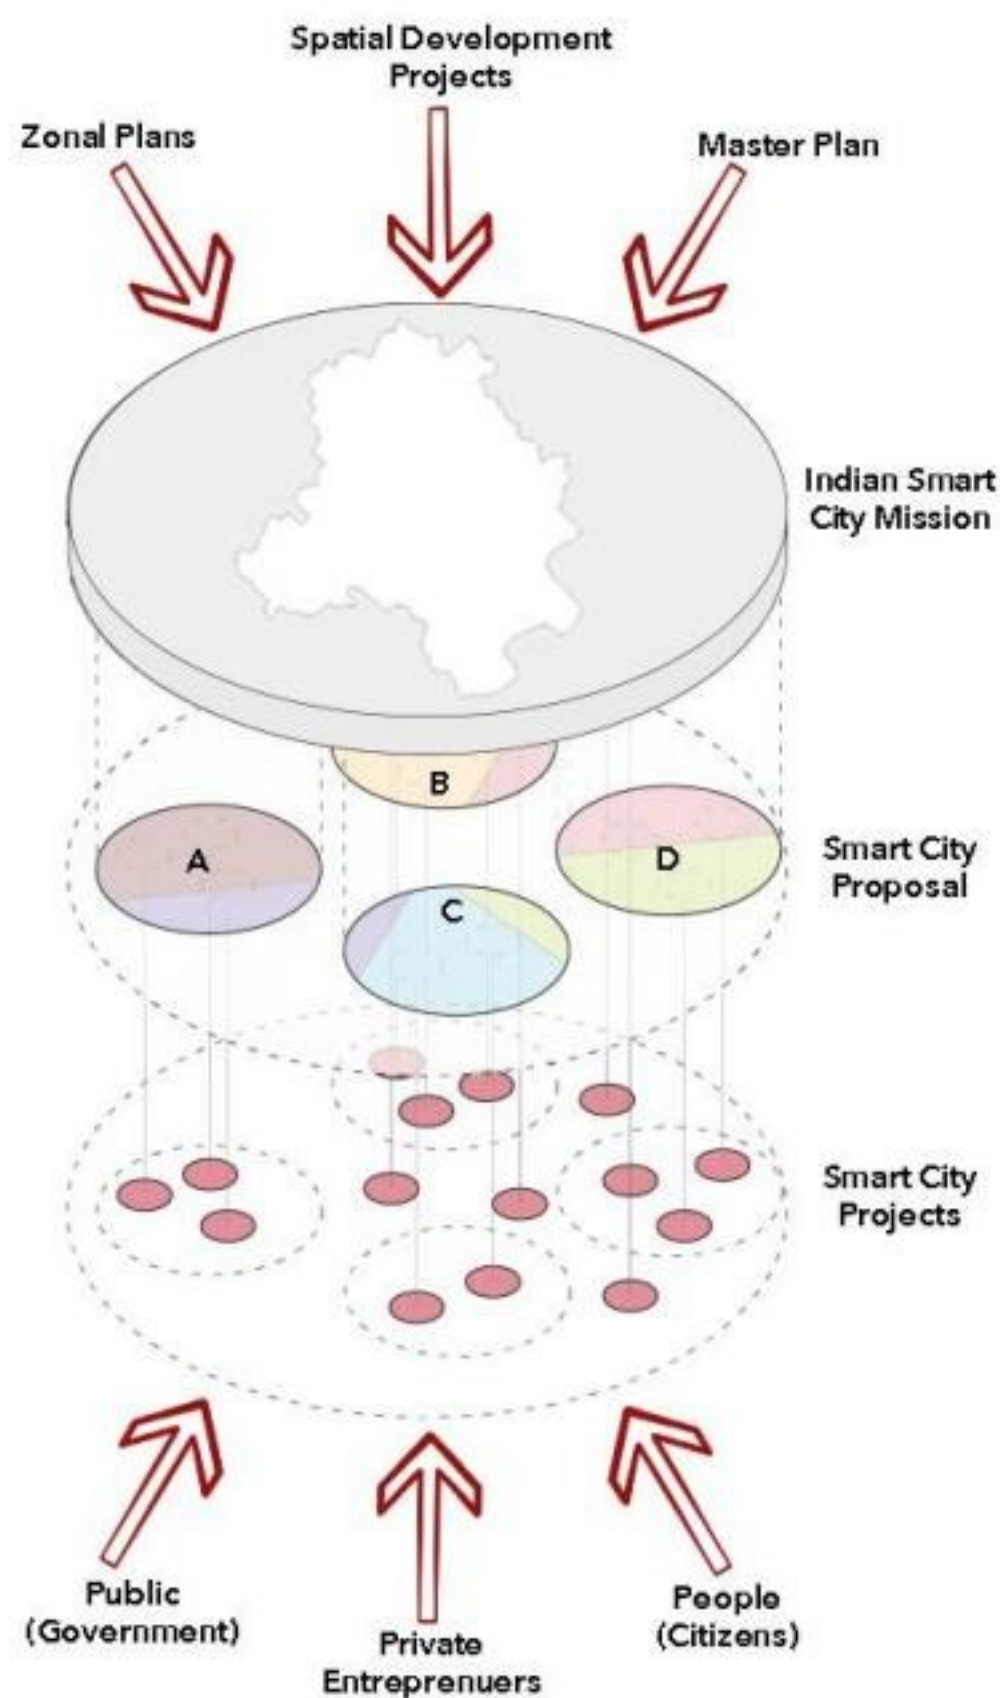 Spatial Development
Projects
Zonal Plans
Master Plan
Indian Smart
City Mission
B
A
D
Smart City
Proposal
C
Smart City
Projects
Public
(Government)
Private
Entreprenuers
People
(Citizens)